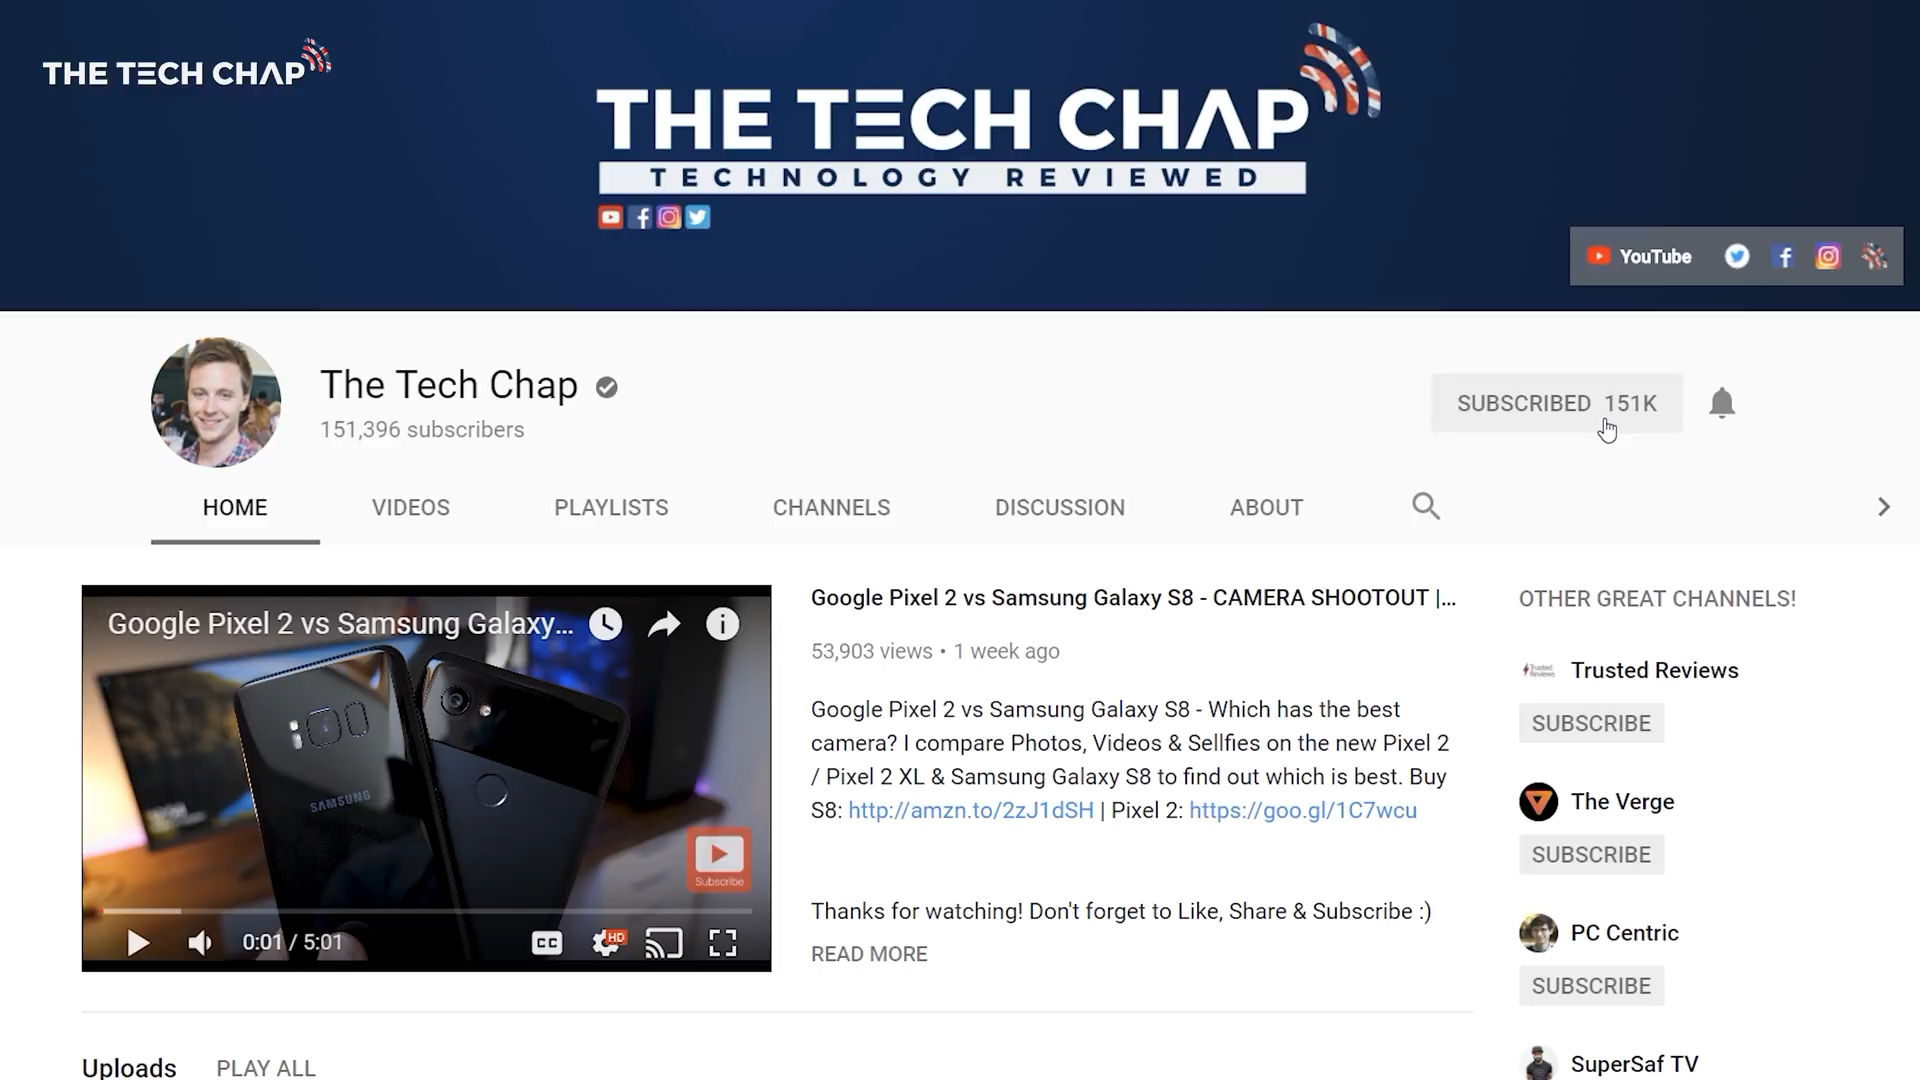 THE TECH CHAP
THE TECH CHAP
TECHNOLOGY REVIEWED
YouTube
The Tech Chap
151,396 subscribers
SUBSCRIBED 151K
HOME VIDEOS PLAYLISTS CHANNELS DISCUSSION ABOUT
Google Pixel 2 vs Samsung Galaxy...
SAMSUNG
Subscribe
0:01 / 5:01
CC
HD
Google Pixel 2 vs Samsung Galaxy S8 - CAMERA SHOOTOUT |...
53,903 views • 1 week ago
Google Pixel 2 vs Samsung Galaxy S8 - Which has the best
camera? I compare Photos, Videos & Sellfies on the new Pixel 2
/ Pixel 2 XL & Samsung Galaxy S8 to find out which is best. Buy
S8: http://amzn.to/2zJ1dSH | Pixel 2: https://goo.gl/1C7wcu
Thanks for watching! Don't forget to Like, Share & Subscribe :)
READ MORE
OTHER GREAT CHANNELS!
Trusted Reviews
Trusted Reviews
SUBSCRIBE
The Verge
SUBSCRIBE
PC Centric
SUBSCRIBE
SuperSaf TV
Uploads PLAY ALL